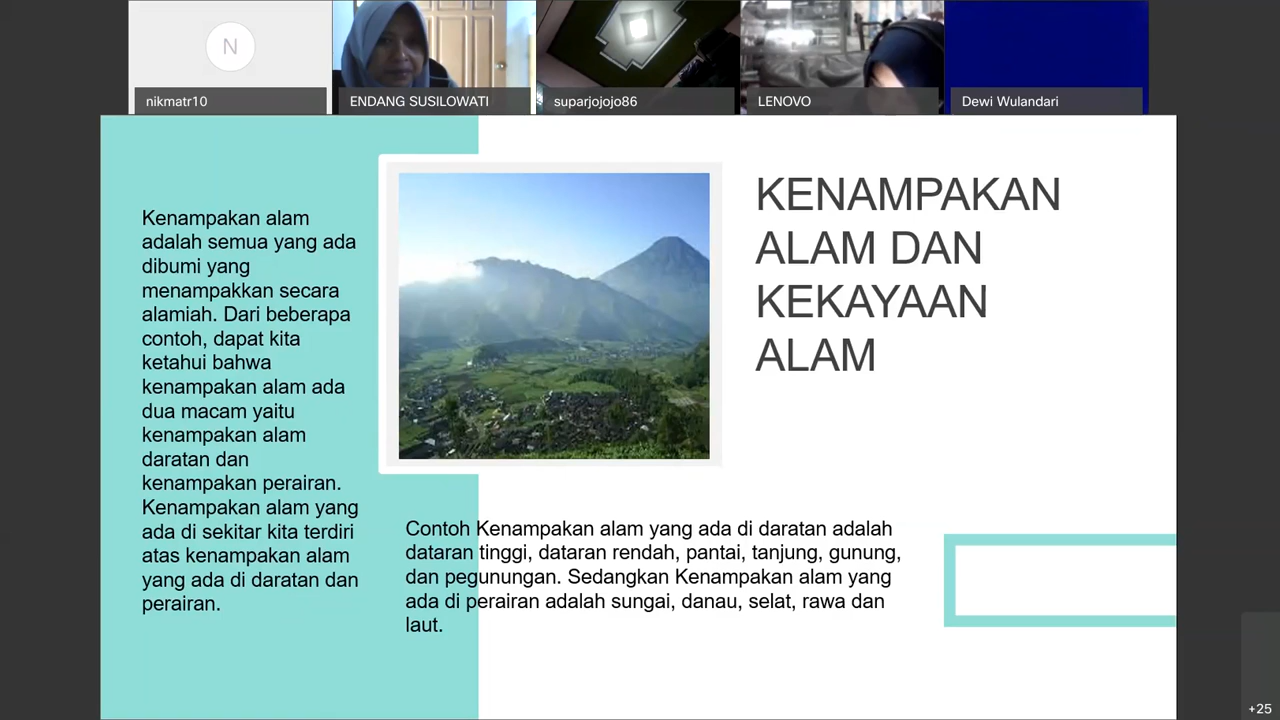 N
nikmatr10
ENDANG SUSILOWATI
suparjojojo86
LENOVO
Dewi Wulandari
KENAMPAKAN
ALAM DAN
KEKAYAAN
ALAM
Kenampakan alam
adalah semua yang ada
dibumi yang
menampakkan secara
alamiah. Dari beberapa
contoh, dapat kita
ketahui bahwa
kenampakan alam ada
dua macam yaitu
kenampakan alam
daratan dan
kenampakan perairan.
Kenampakan alam yang
ada di sekitar kita terdiri
atas kenampakan alam
yang ada di daratan dan
perairan.
Contoh Kenampakan alam yang ada di daratan adalah
dataran tinggi, dataran rendah, pantai, tanjung, gunung,
dan pegunungan. Sedangkan Kenampakan alam yang
ada di perairan adalah sungai, danau, selat, rawa dan
laut.
+25